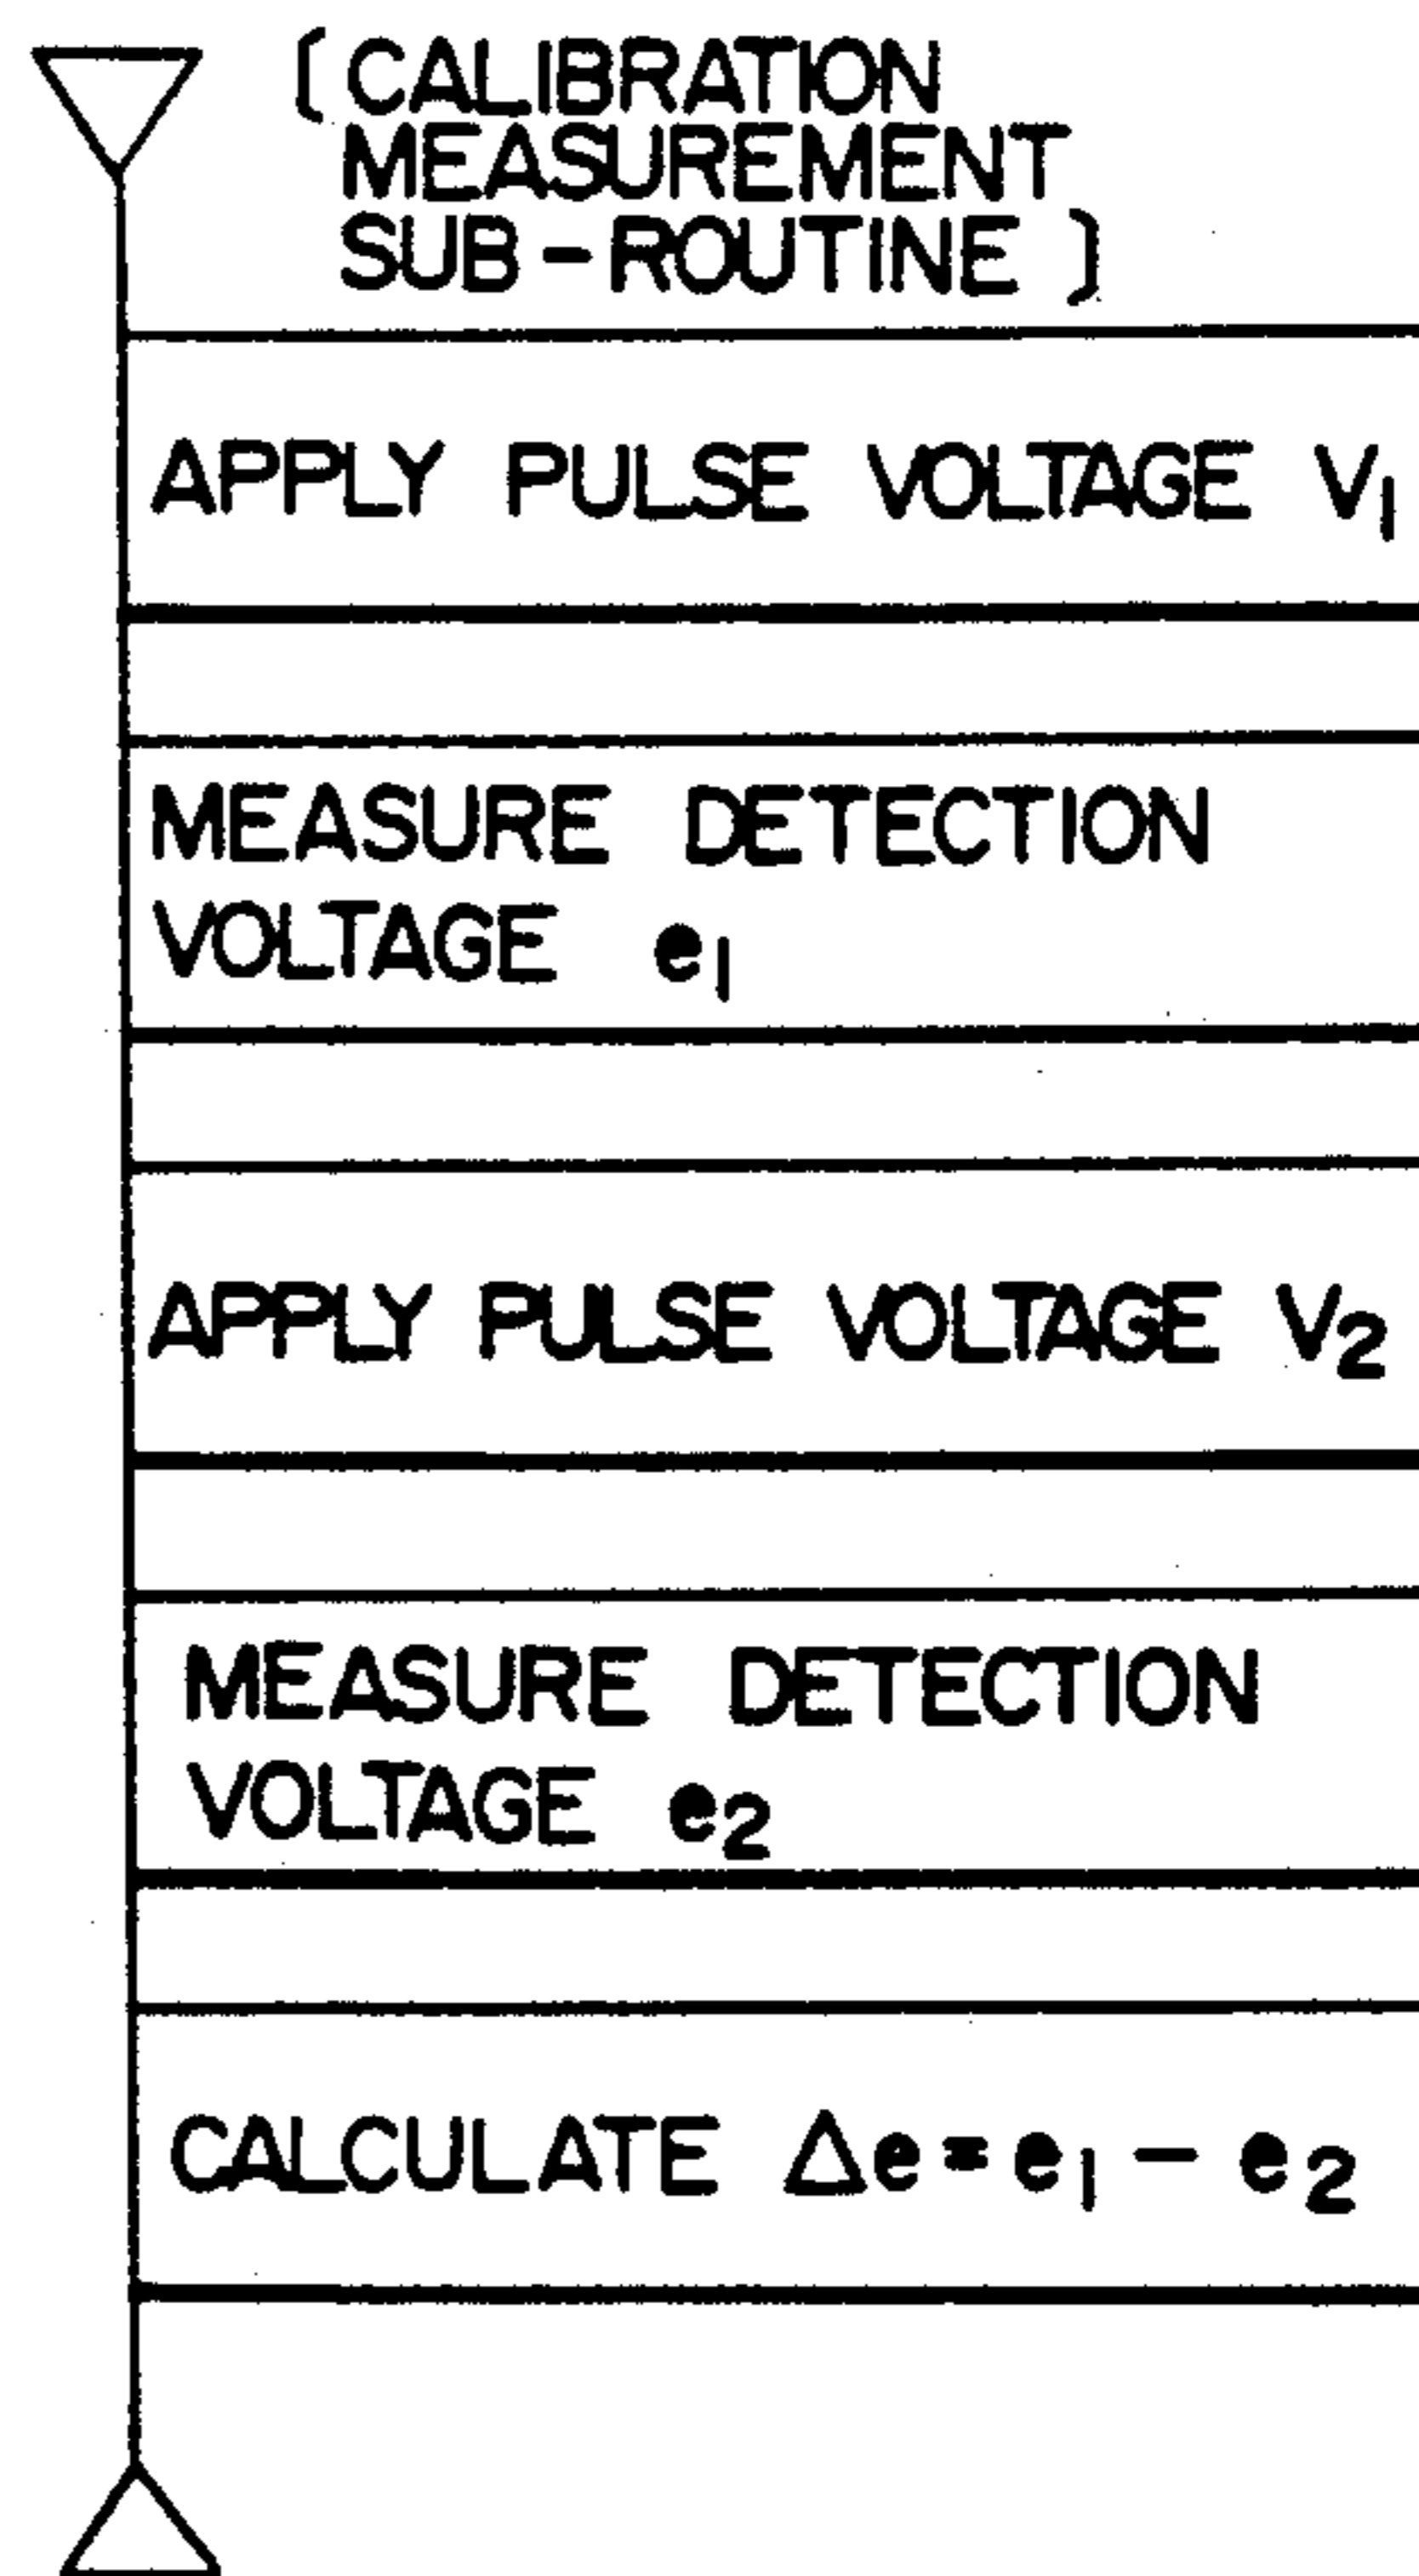 [CALIBRATION
MEASUREMENT
SUB-ROUTINE]
APPLY PULSE VOLTAGE V₁
MEASURE DETECTION
VOLTAGE e₁
APPLY PULSE VOLTAGE V₂
MEASURE DETECTION
VOLTAGE e₂
CALCULATE Δe=e₁-e₂